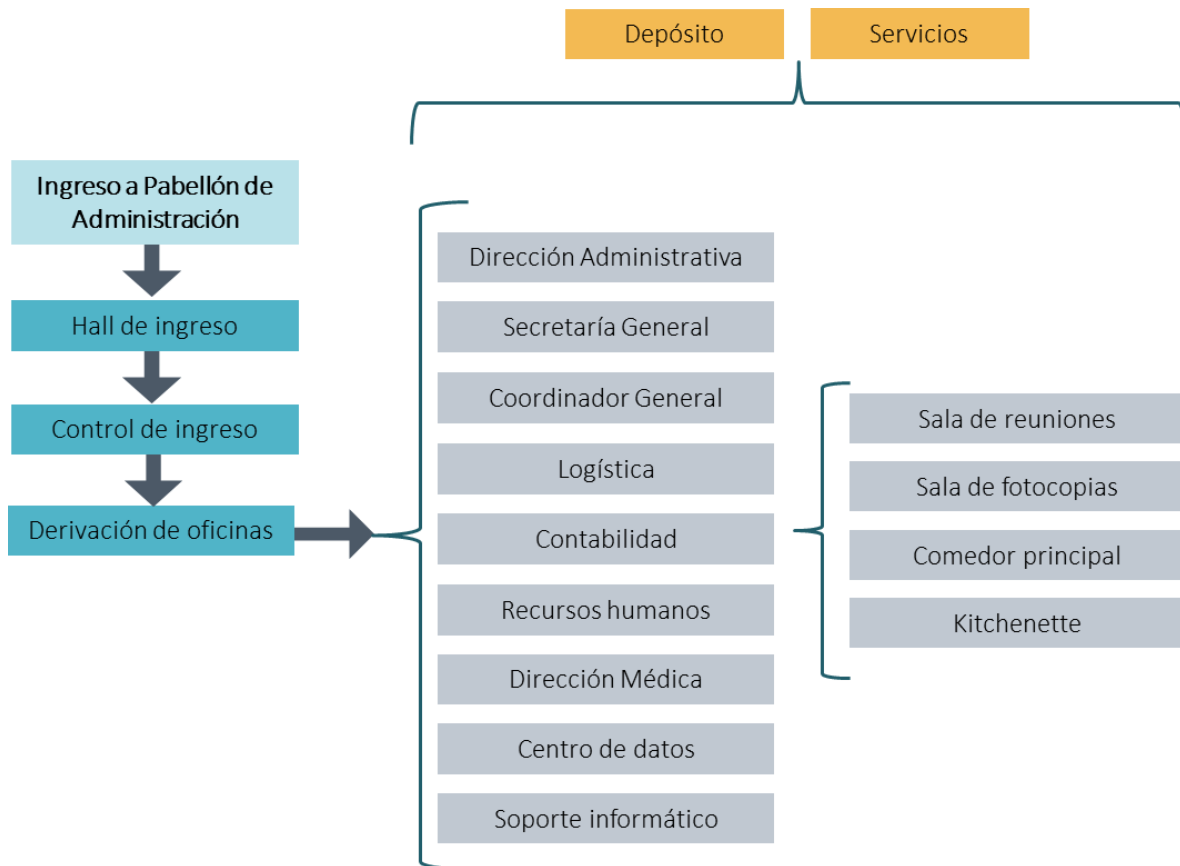 Depósito
Servicios
Ingreso a Pabellón de
Administración
Hall de ingreso
Control de ingreso
Derivación de oficinas
Dirección Administrativa
Secretaría General
Coordinador General
Logística
Contabilidad
Recursos humanos
Dirección Médica
Centro de datos
Soporte informático
Sala de reuniones
Sala de fotocopias
Comedor principal
Kitchenette